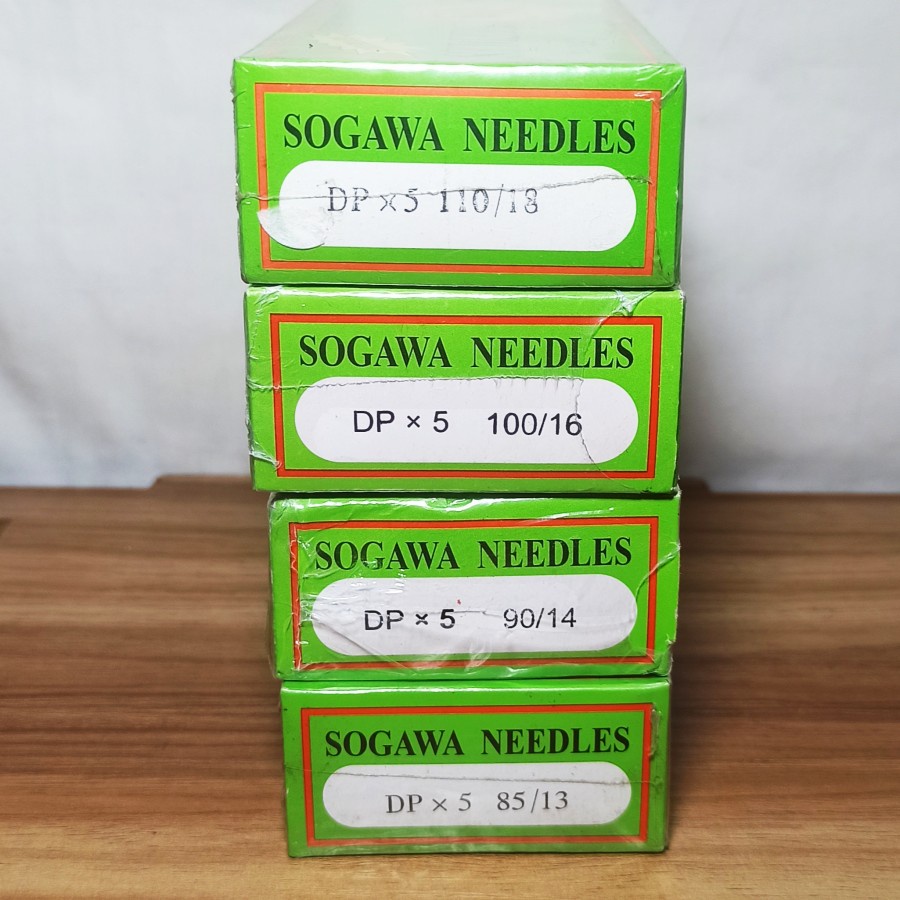 SOGAWA NEEDLES
DP × 5 110/18
SOGAWA NEEDLES
DP × 5 100/16
SOGAWA NEEDLES
DP × 5 90/14
SOGAWA NEEDLES
DP × 5 85/13